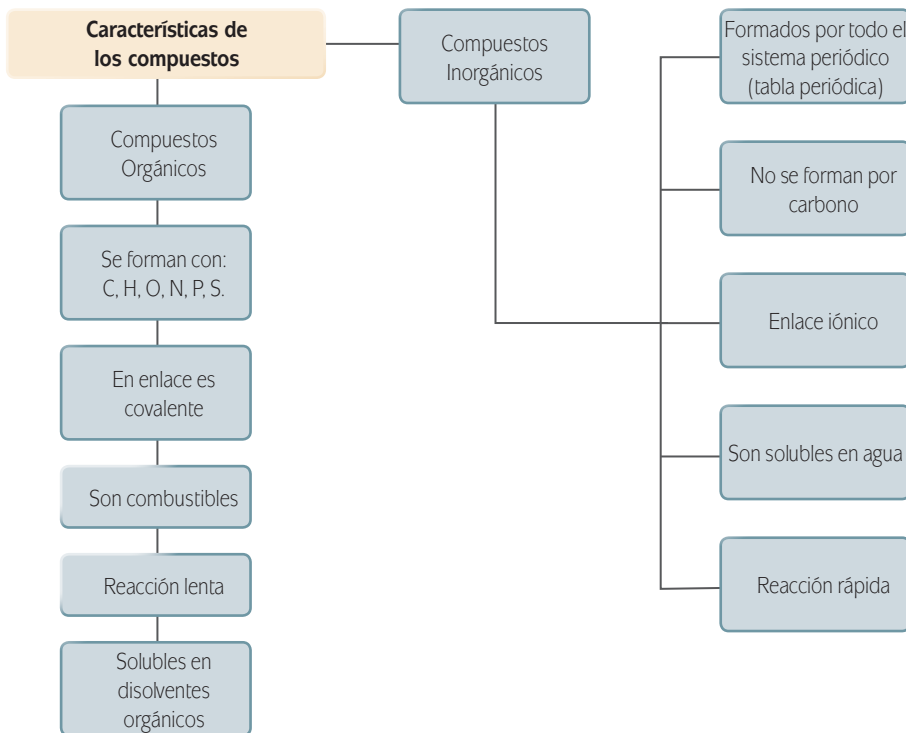 Características de
los compuestos
Compuestos
Orgánicos
Se forman con:
C, H, O, N, P, S.
En enlace es
covalente
Son combustibles
Reacción lenta
Solubles en
disolventes
orgánicos
Compuestos
Inorgánicos
Formados por todo el
sistema periódico
(tabla periódica)
No se forman por
carbono
Enlace iónico
Son solubles en agua
Reacción rápida